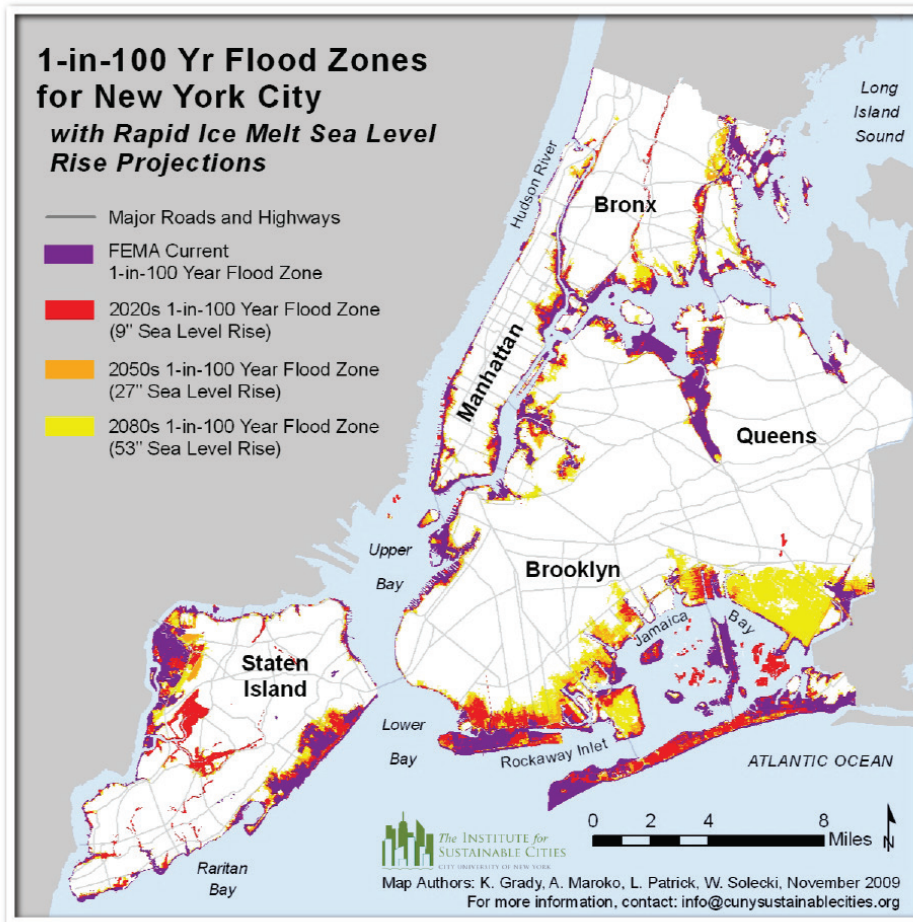 1-in-100 Yr Flood Zones
for New York City
with Rapid Ice Melt Sea Level
Rise Projections
Major Roads and Highways
FEMA Current
1-in-100 Year Flood Zone
2020s 1-in-100 Year Flood Zone
(9" Sea Level Rise)
2050s 1-in-100 Year Flood Zone
(27" Sea Level Rise)
2080s 1-in-100 Year Flood Zone
(53" Sea Level Rise)
Long
Island
Sound
Hudson River
Bronx
Manhattan
Queens
Upper
Bay
Brooklyn
Jamaica
Bay
Staten
Island
Lower
Bay
Rockaway Inlet
ATLANTIC OCEAN
Raritan
Bay
0 2 4 8
Miles
N
The INSTITUTE for
SUSTAINABLE CITIES
CITY UNIVERSITY OF NEW YORK
Map Authors: K. Grady, A. Maroko, L. Patrick, W. Solecki, November 2009
For more information, contact: info@cunysustainablecities.org